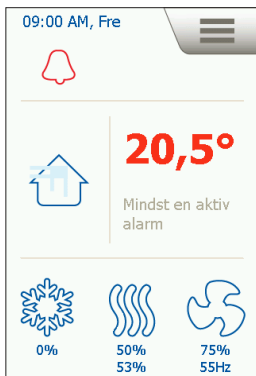 09:00 AM, Fre
20,5°
Mindst en aktiv
alarm
0% 50% 75%
53% 55Hz